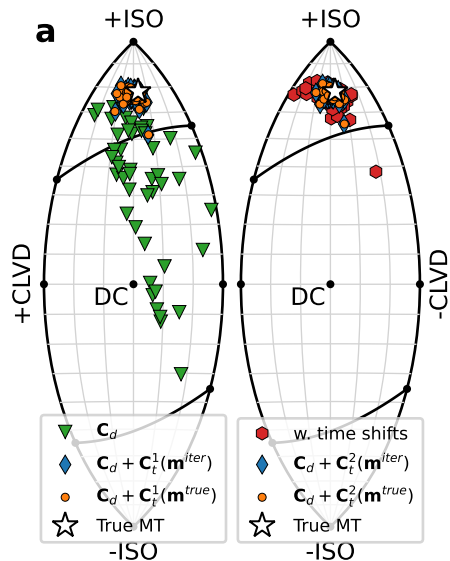 a
+ISO
+ISO
+CLVD
DC
DC
-CLVD
C_d
C_d + C_t^1(m^iter)
C_d + C_t^1(m^true)
True MT
w. time shifts
C_d + C_t^2(m^iter)
C_d + C_t^2(m^true)
True MT
-ISO
-ISO